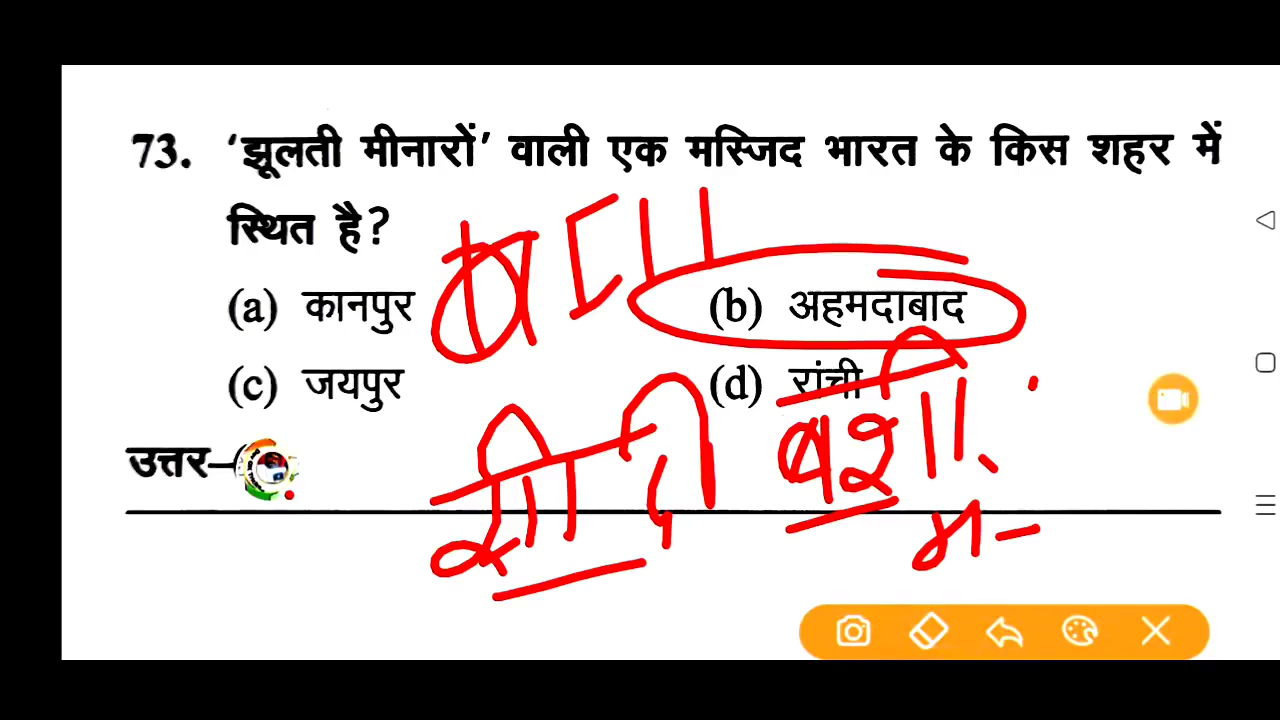 73. 'झूलती मीनारों' वाली एक मस्जिद भारत के किस शहर में
स्थित है?
(a) कानपुर (b) अहमदाबाद
(c) जयपुर (d) रांची
उत्तर–
सीदी